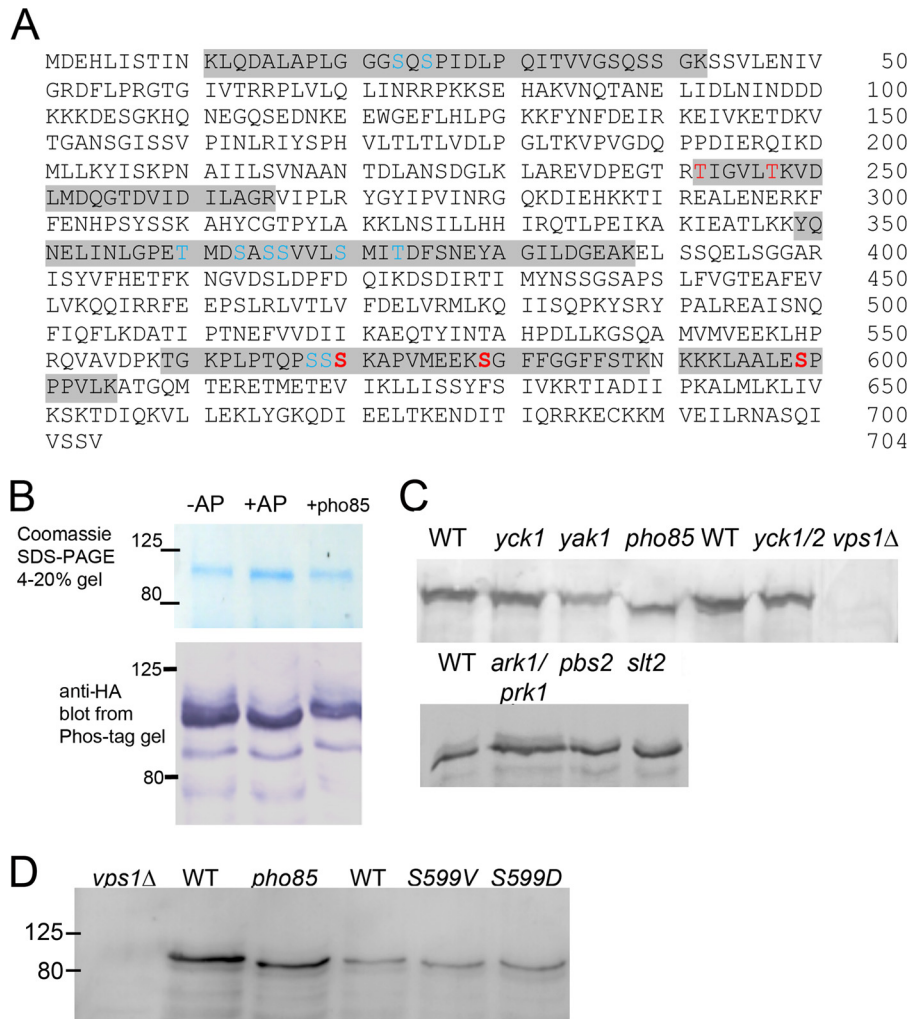 A
MDEHLISTIN KLQDALAPLG GGSQSPIDLP QITVVGSQSS GKSSVLENIV 50
GRDFLPRGTG IVTRRPLVLQ LINRRPKKSE HAKVNQTANE LIDLNINDDD 100
KKKDESGKHQ NEGQSEDNKE EWGEFLHLPG KKFYNFDEIR KEIVKETDKV 150
TGANSGISSV PINLRIYSPH VLTLTLVDLP GLTKVPVGDQ PPDIERQIKD 200
MLLKYISKPN AIILSVNAAN TDLANSDGLK LAREVDPEGT RTIGVLTKVD 250
LMDQGTDVID ILAGRVIPLR YGYIPVINRG QKDIEHKKTI REALENERKF 300
FENHPSYSSK AHYCGTPYLA KKLNSILLHH IRQTLPEIKA KIEATLKKYQ 350
NELINLGPET MDSASSVVLS MITDFSNEYA GILDGEAKEL SSQELSGGAR 400
ISYVFHETFK NGVDSLDPFD QIKDSDIRTI MYNSSGSAPS LFVGTEAFEV 450
LVKQQIRRFE EPSLRLVTLV FDELVRMLKQ IISQPKYSRY PALREAISNQ 500
FIQFLKDATI PTNEFVVDII KAEQTYINTA HPDLLKGSQA MVMVEEKLHP 550
RQVAVDPKTG KPLPTQPSSS KAPVMEEKSG FFGGFFSTKN KKKLAALESP 600
PPVLKATGQM TERETMETEV IKLLISSYFS IVKRTIADII PKALMLKLIV 650
KSKTDIQKVL LEKLYGKQDI EELTKENDIT IQRRKECKKM VEILRNASQI 700
VSSV 704
B
-AP +AP +pho85
Coomassie
SDS-PAGE
4-20% gel
125
80
anti-HA
blot from
Phos-tag gel
125
80
C
WT yck1 yak1 pho85 WT yck1/2 vps1Δ
WT ark1/ pbs2 slt2
prk1
D
vps1Δ WT pho85 WT S599V S599D
125
80